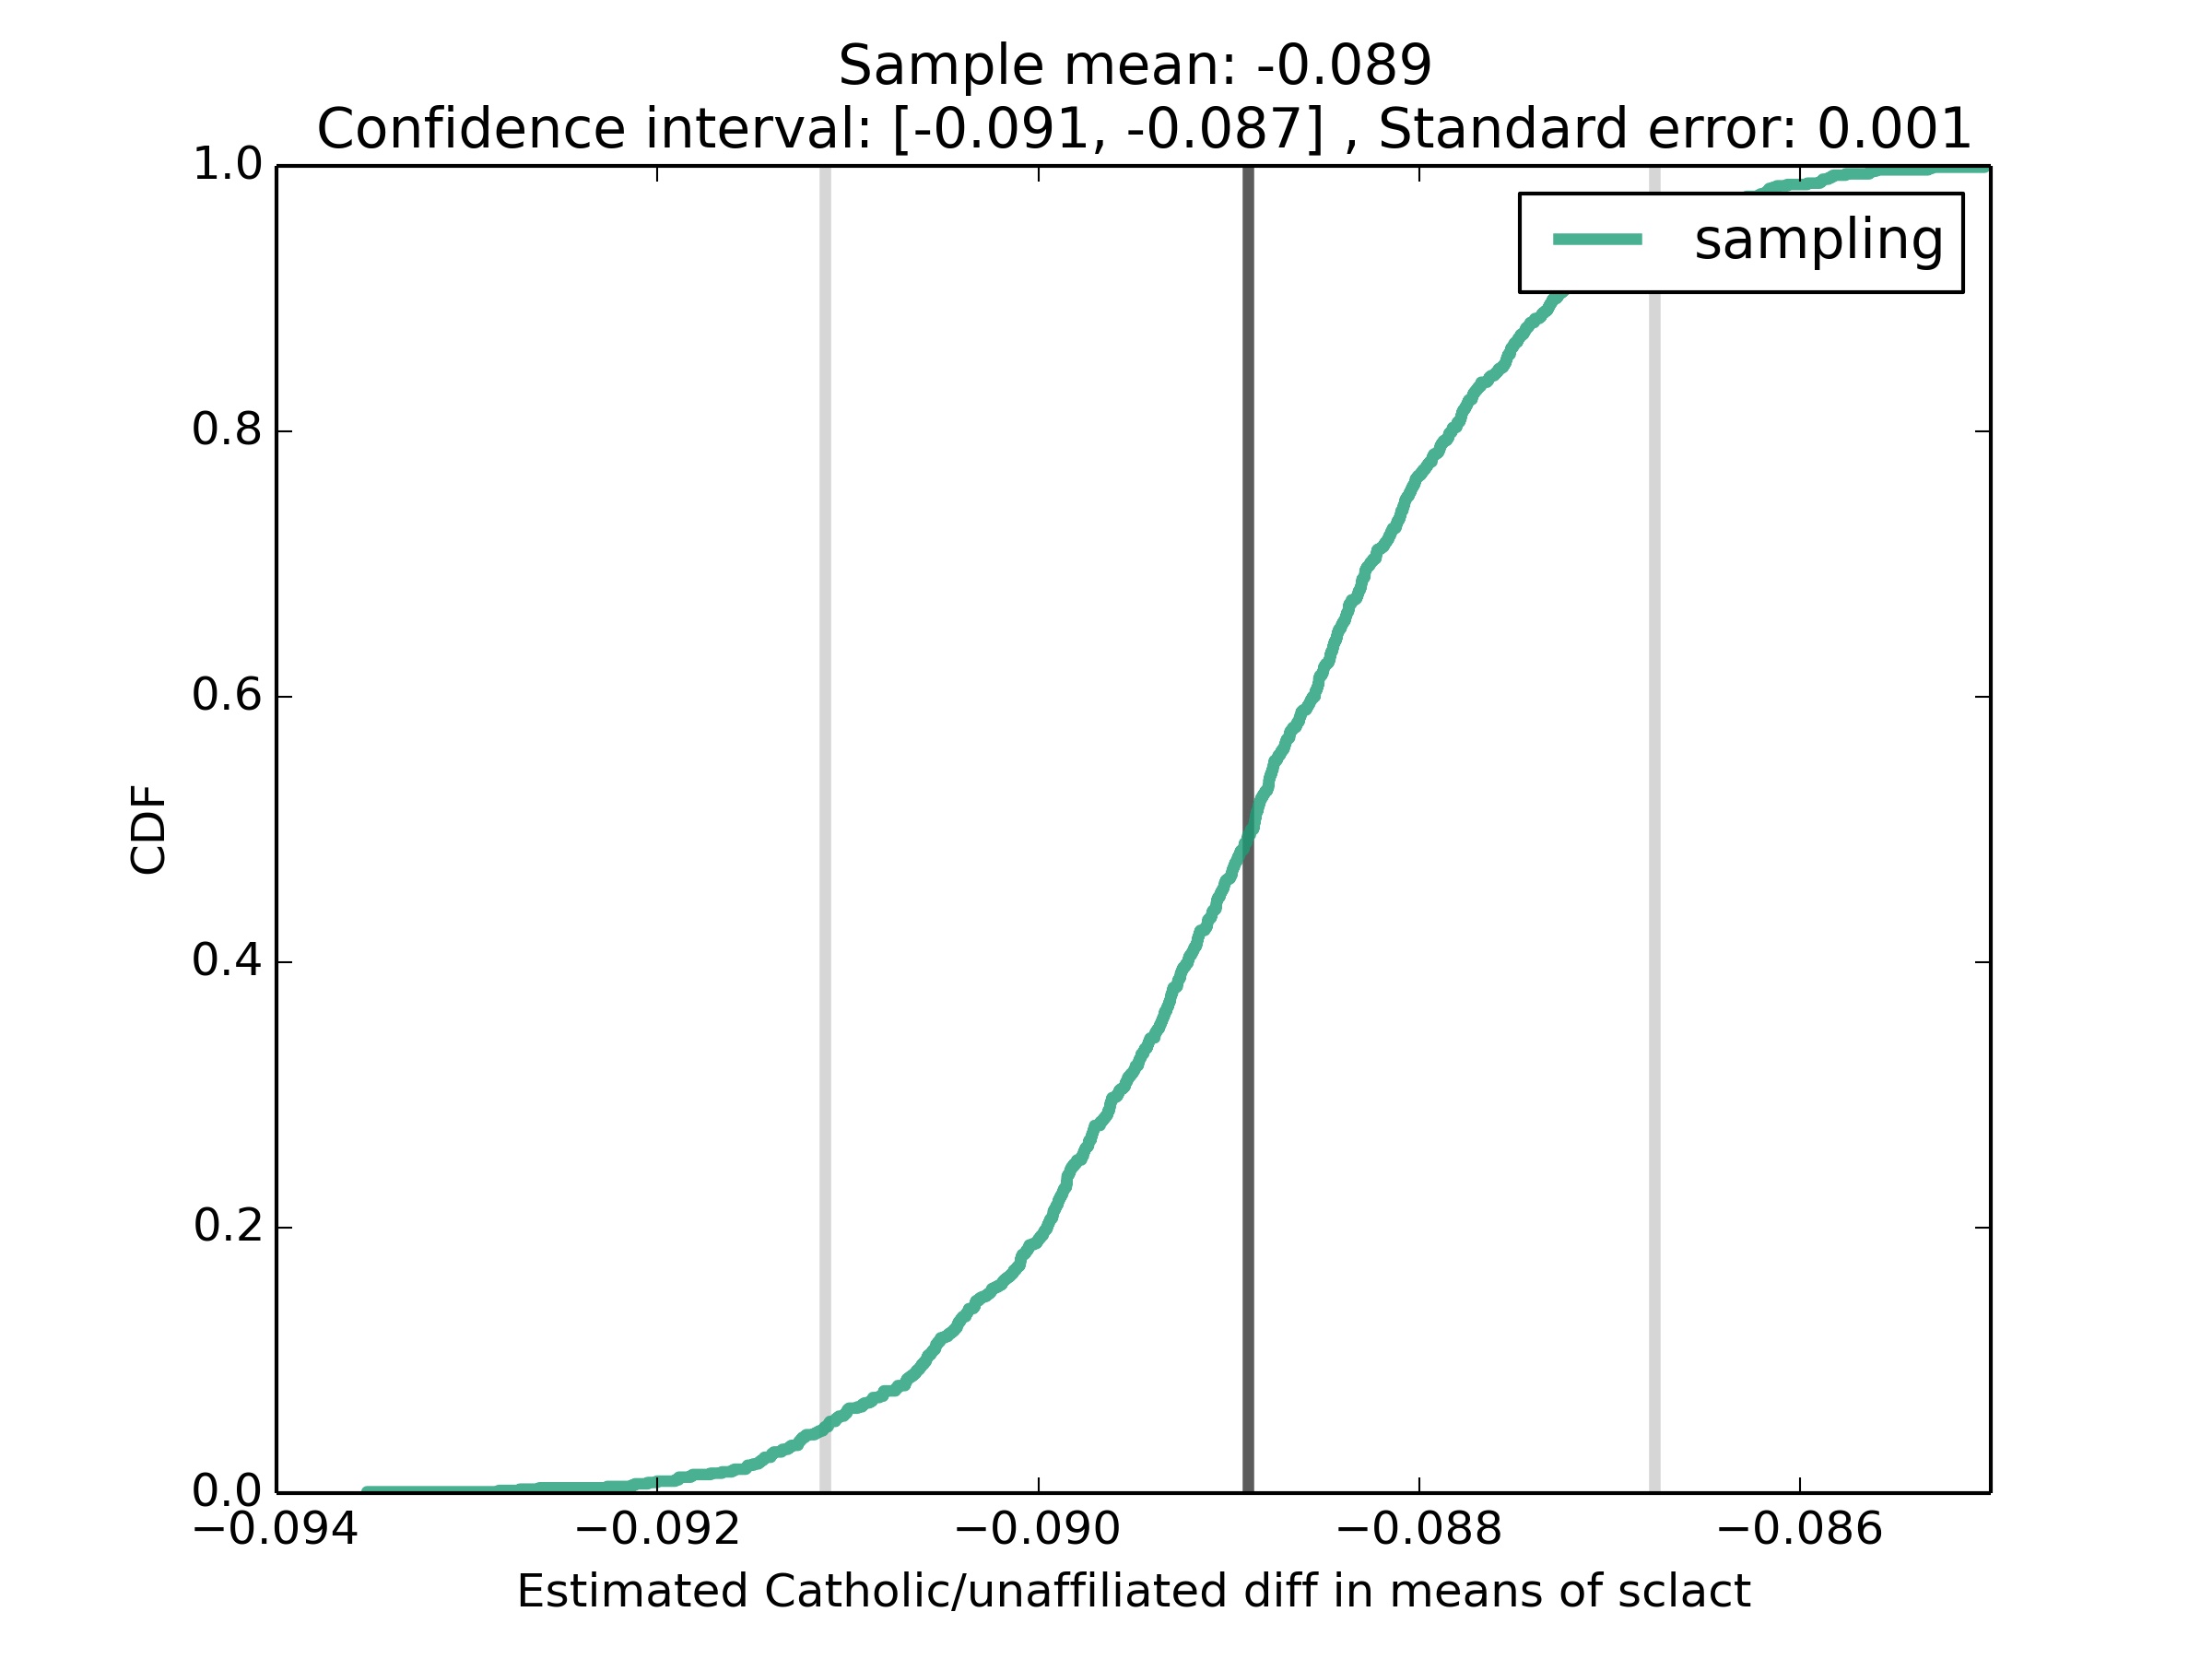 Sample mean: -0.089
Confidence interval: [-0.091, -0.087] , Standard error: 0.001
sampling
1.0
0.8
0.6
0.4
0.2
0.0
CDF
−0.094 −0.092 −0.090 −0.088 −0.086
Estimated Catholic/unaffiliated diff in means of sclact